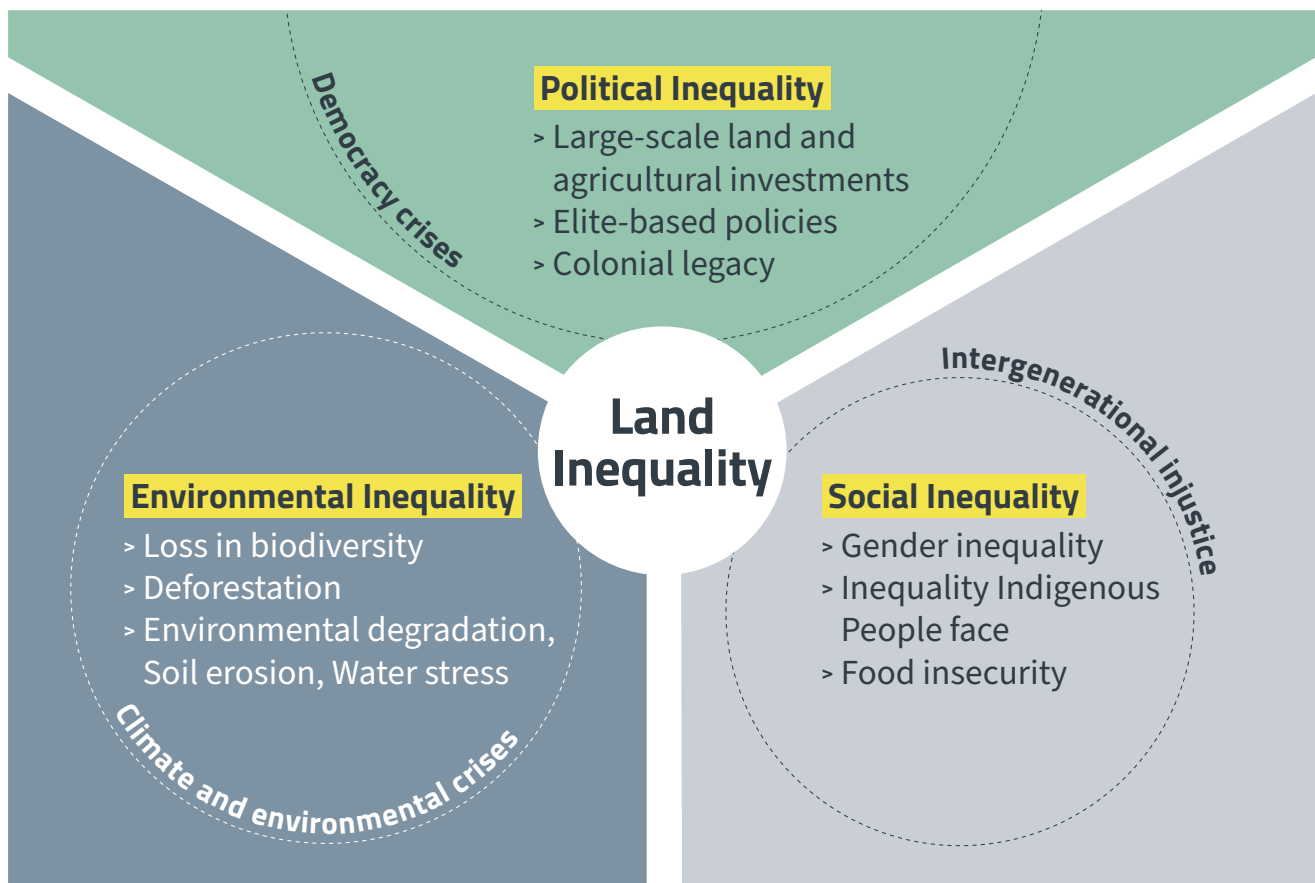 Democracy crises
Political Inequality
> Large-scale land and
agricultural investments
> Elite-based policies
> Colonial legacy
Land
Inequality
Environmental Inequality
> Loss in biodiversity
> Deforestation
> Environmental degradation,
Soil erosion, Water stress
Climate and environmental crises
Intergenerational injustice
Social Inequality
> Gender inequality
> Inequality Indigenous
People face
> Food insecurity